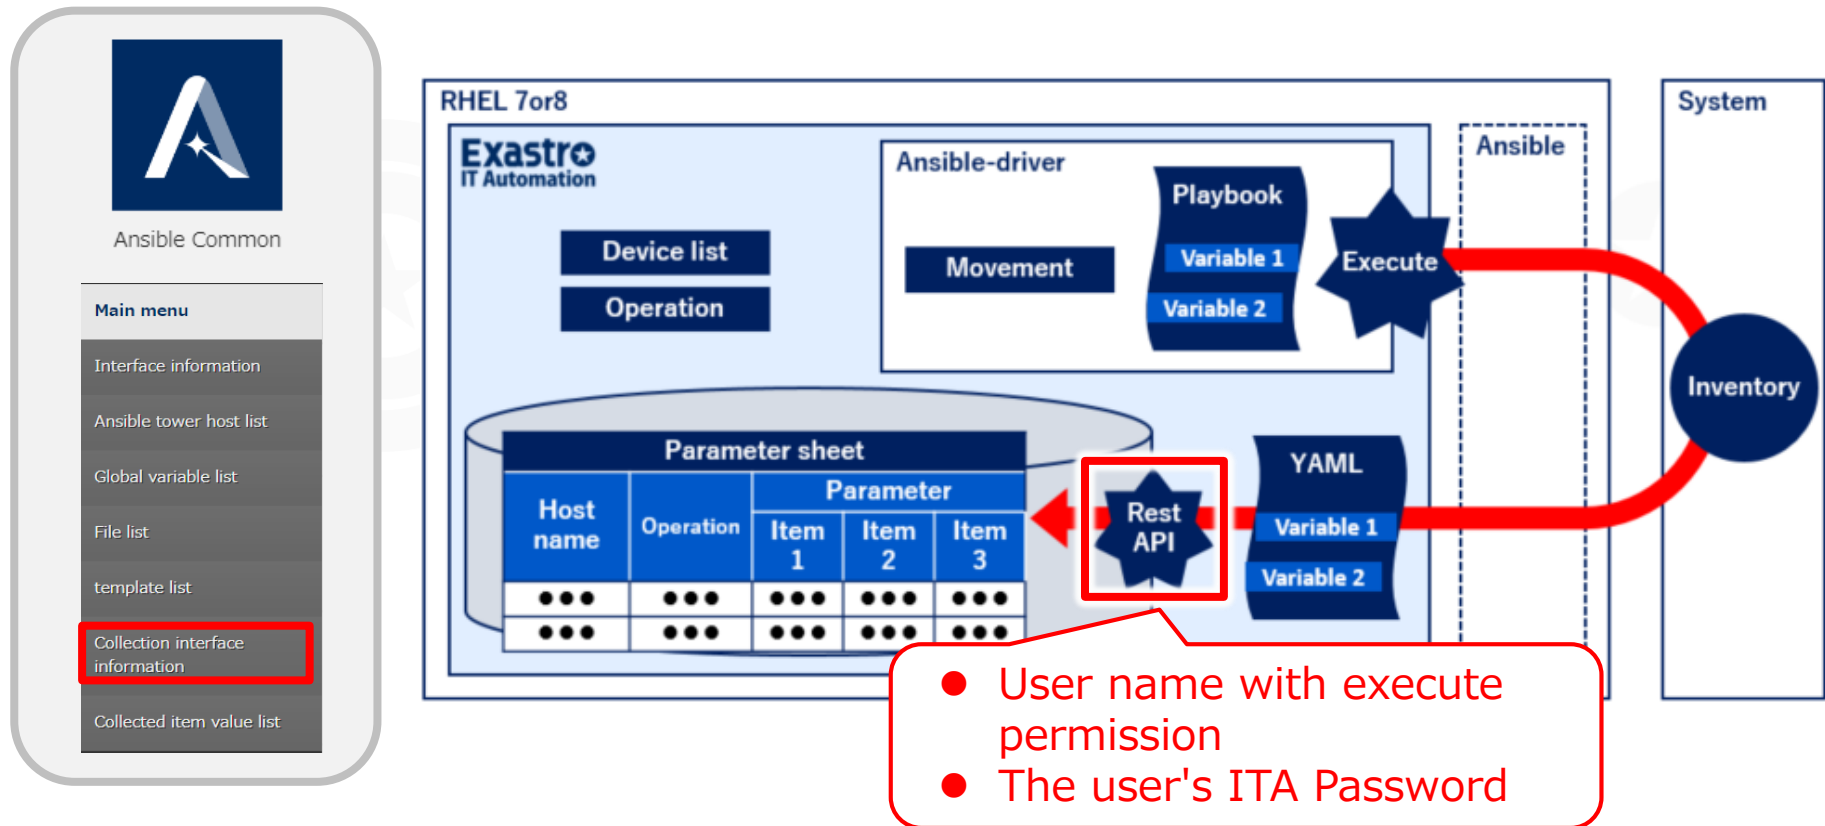 Ansible Common
Main menu
Interface information
Ansible tower host list
Global variable list
File list
template list
Collection interface
information
Collected item value list
RHEL 7or8
Exastro
IT Automation
Device list
Operation
Ansible-driver
Movement
Playbook
Variable 1
Variable 2
Execute
Ansible
System
Inventory
Parameter sheet
Host
name
Operation
Parameter
Item
1
Item
2
Item
3
Rest
API
YAML
Variable 1
Variable 2
● User name with execute
permission
● The user's ITA Password